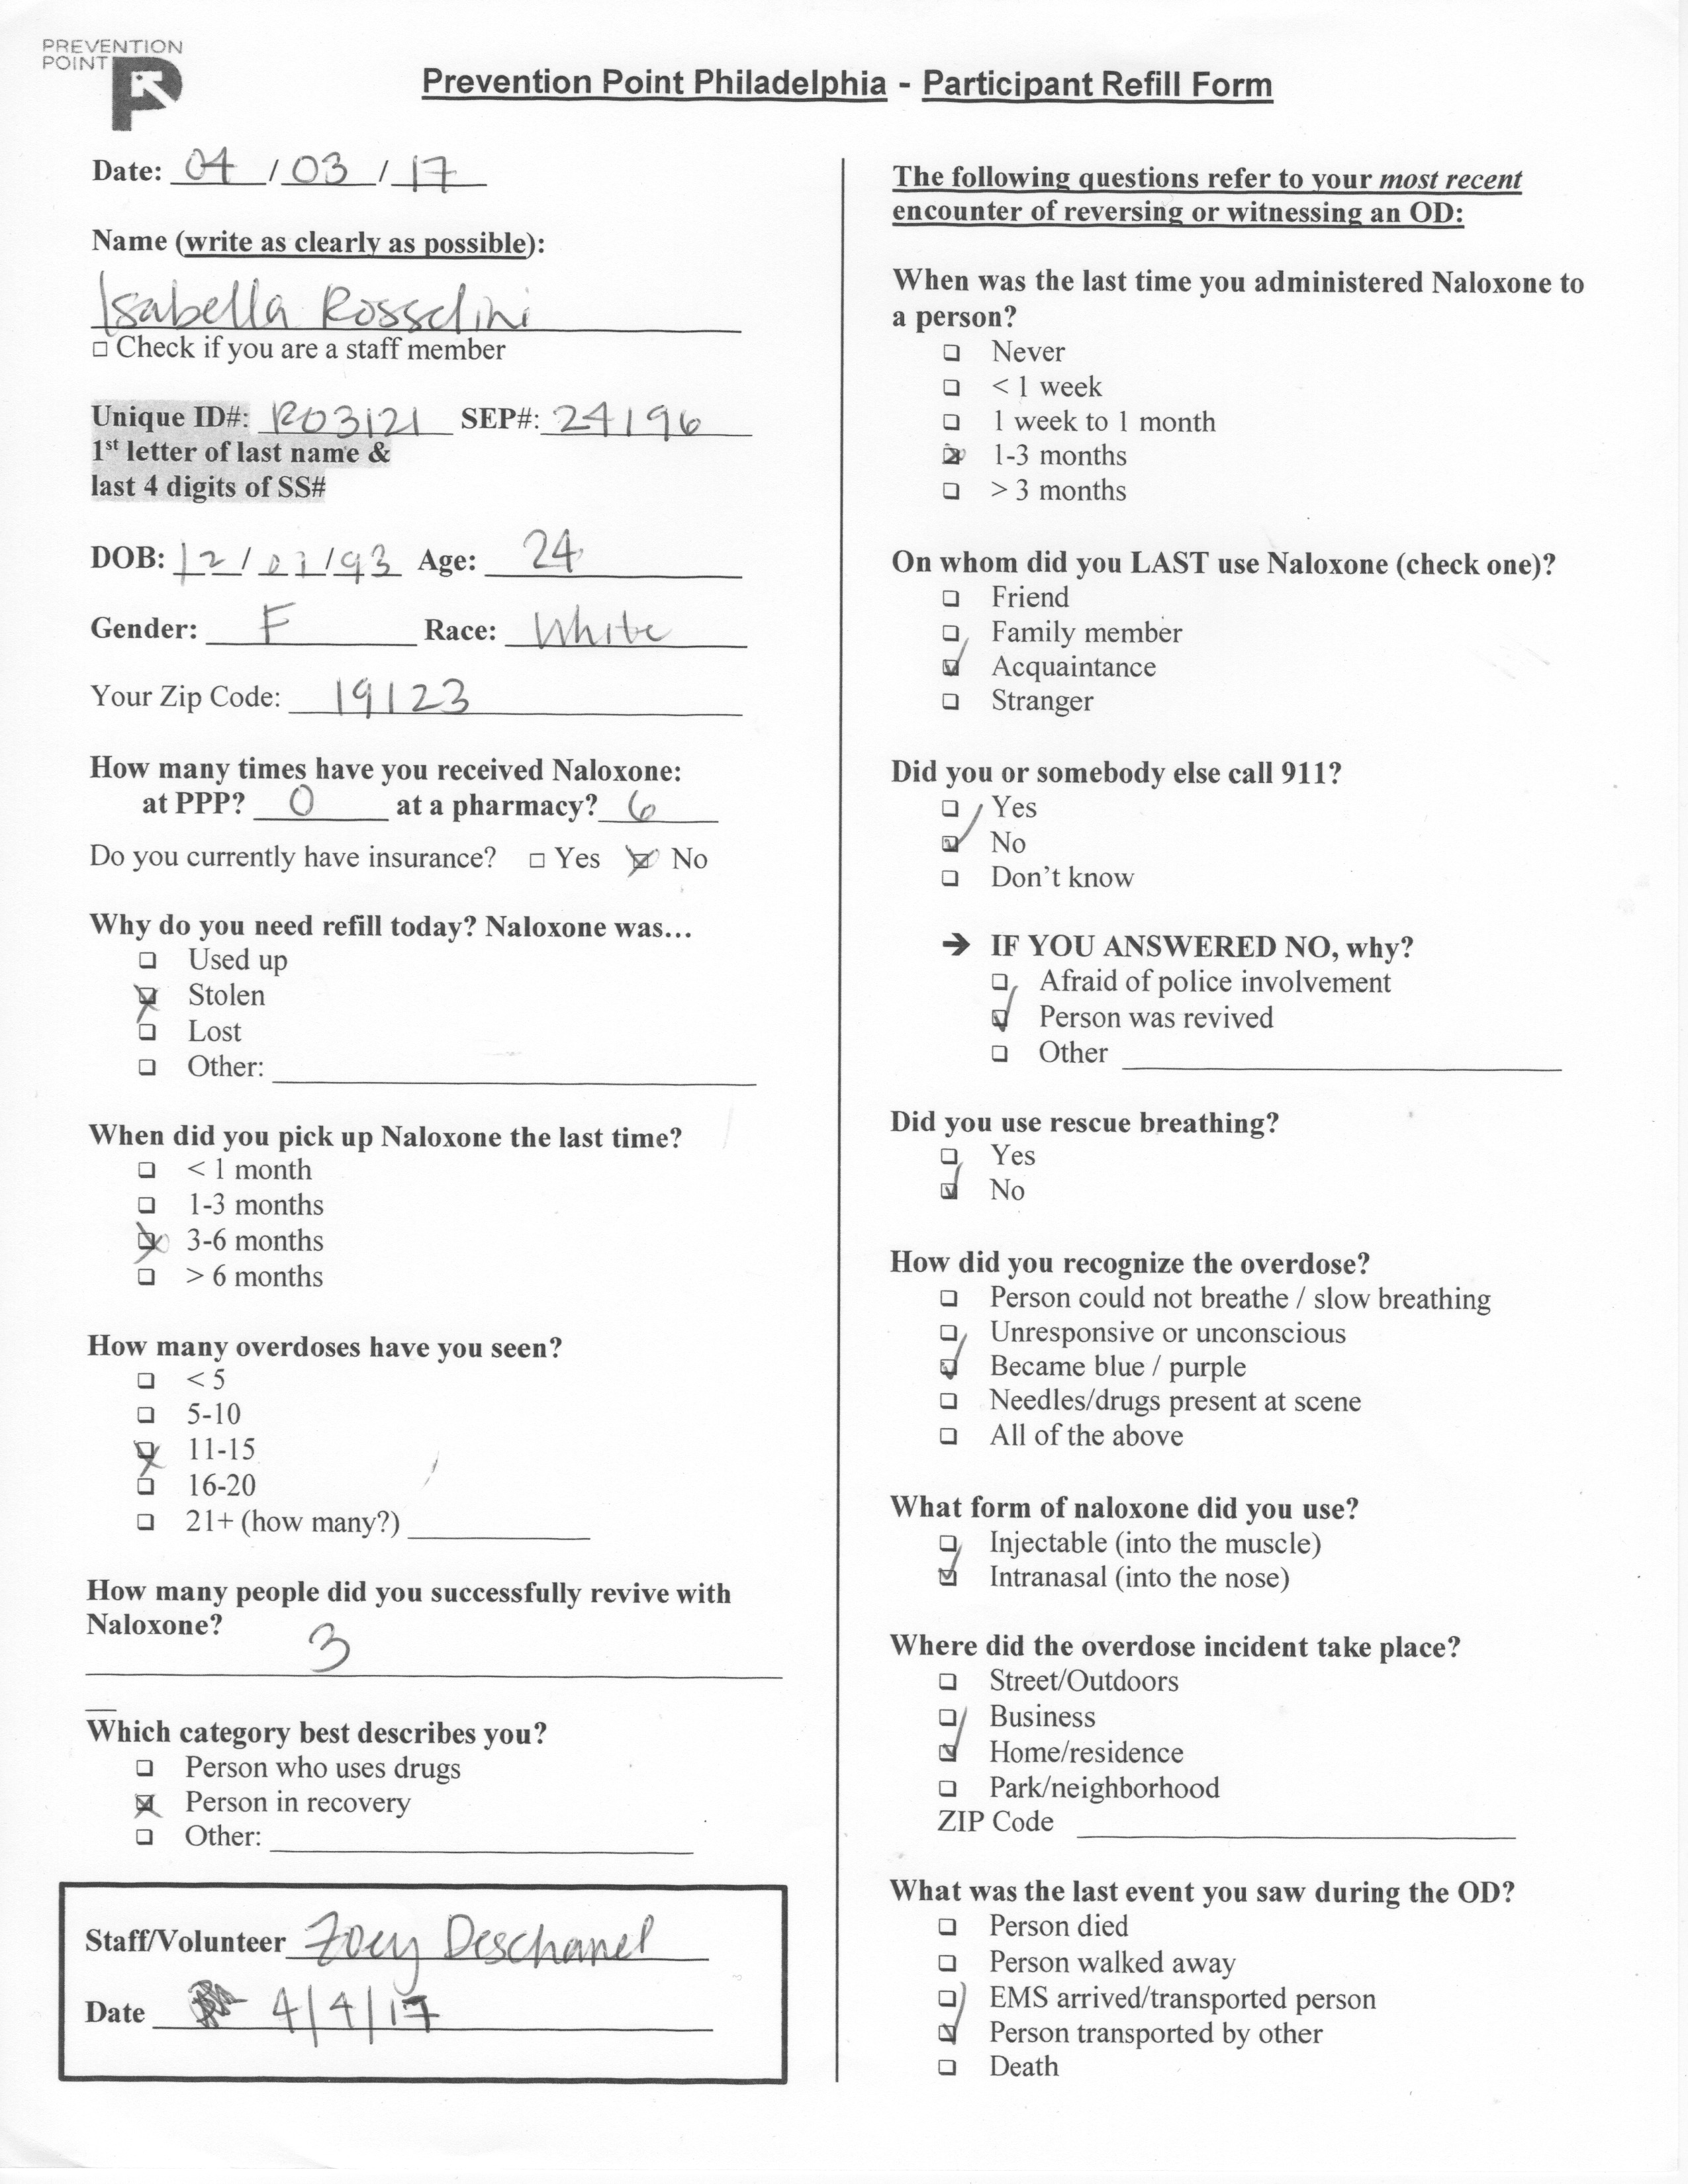 PREVENTION
POINT
Prevention Point Philadelphia - Participant Refill Form
Date: 04 / 03 / 17
Name (write as clearly as possible):
Isabella Rosselini
□ Check if you are a staff member
Unique ID#: R03121 SEP#: 24196
1st letter of last name &
last 4 digits of SS#
DOB: 12 / 01 / 93 Age: 24
Gender: F Race: White
Your Zip Code: 19123
How many times have you received Naloxone:
at PPP? 0 at a pharmacy? 6
Do you currently have insurance? □ Yes ☒ No
Why do you need refill today? Naloxone was...
❑ Used up
☒ Stolen
❑ Lost
❑ Other:
When did you pick up Naloxone the last time?
❑ < 1 month
❑ 1-3 months
☒ 3-6 months
❑ > 6 months
How many overdoses have you seen?
❑ < 5
❑ 5-10
☒ 11-15
❑ 16-20
❑ 21+ (how many?)
How many people did you successfully revive with
Naloxone?
3
Which category best describes you?
❑ Person who uses drugs
☒ Person in recovery
❑ Other:
Staff/Volunteer Zoey Deschanel
Date 4/4/17
The following questions refer to your most recent
encounter of reversing or witnessing an OD:
When was the last time you administered Naloxone to
a person?
❑ Never
❑ < 1 week
❑ 1 week to 1 month
☒ 1-3 months
❑ > 3 months
On whom did you LAST use Naloxone (check one)?
❑ Friend
❑ Family member
☑ Acquaintance
❑ Stranger
Did you or somebody else call 911?
❑ Yes
☑ No
❑ Don't know
➔ IF YOU ANSWERED NO, why?
❑ Afraid of police involvement
☑ Person was revived
❑ Other
Did you use rescue breathing?
❑ Yes
☑ No
How did you recognize the overdose?
❑ Person could not breathe / slow breathing
❑ Unresponsive or unconscious
☑ Became blue / purple
❑ Needles/drugs present at scene
❑ All of the above
What form of naloxone did you use?
❑ Injectable (into the muscle)
☑ Intranasal (into the nose)
Where did the overdose incident take place?
❑ Street/Outdoors
❑ Business
☑ Home/residence
❑ Park/neighborhood
ZIP Code
What was the last event you saw during the OD?
❑ Person died
❑ Person walked away
❑ EMS arrived/transported person
☑ Person transported by other
❑ Death